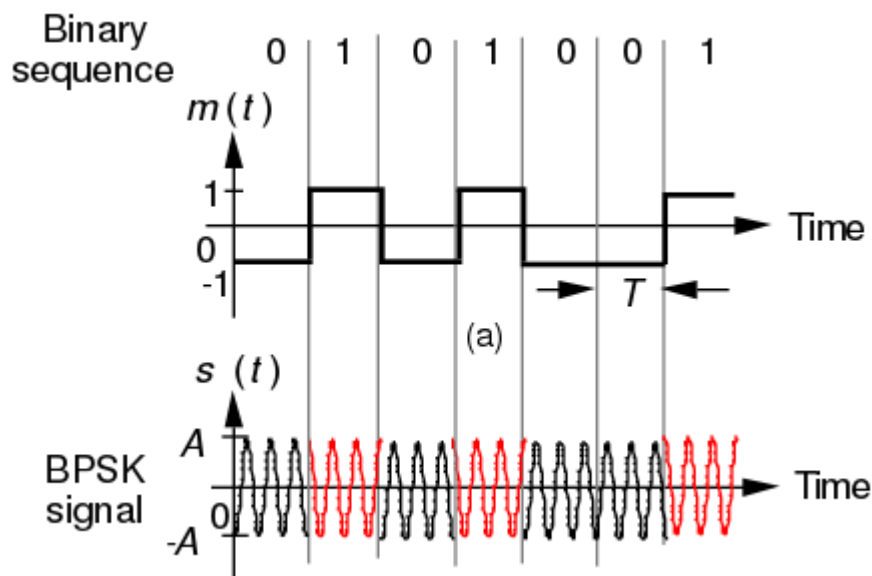 Binary
sequence
0 1 0 1 0 0 1
m(t)
1
0
-1
Time
T
(a)
s (t)
A
BPSK
signal
0
-A
Time